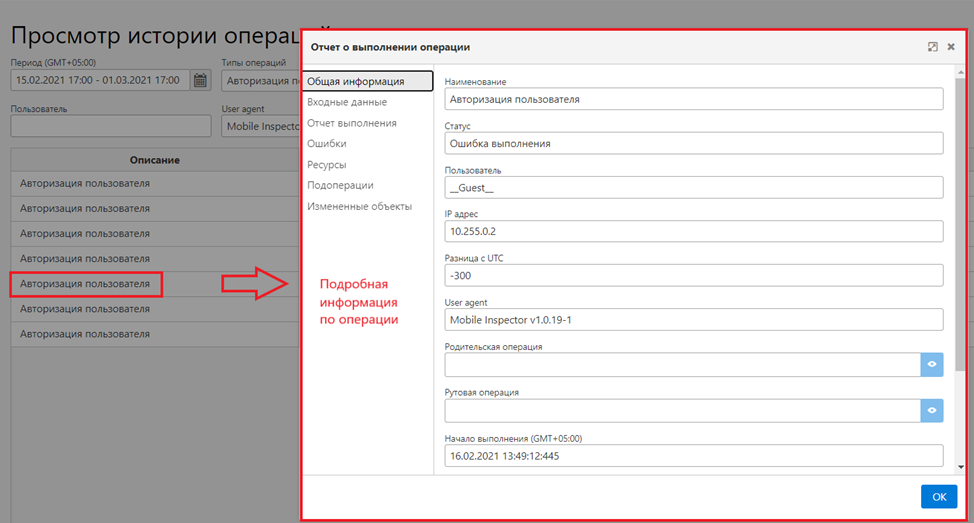 Просмотр истории операций
Период (GMT+05:00)
15.02.2021 17:00 - 01.03.2021 17:00
Типы операций
Авторизация по
Пользователь
User agent
Mobile Inspec
Описание
Авторизация пользователя
Авторизация пользователя
Авторизация пользователя
Авторизация пользователя
Авторизация пользователя
Авторизация пользователя
Авторизация пользователя
Отчет о выполнении операции
Общая информация
Входные данные
Отчет выполнения
Ошибки
Ресурсы
Подоперации
Измененные объекты
Подробная
информация
по операции
Наименование
Авторизация пользователя
Статус
Ошибка выполнения
Пользователь
__Guest__
IP адрес
10.255.0.2
Разница с UTC
-300
User agent
Mobile Inspector v1.0.19-1
Родительская операция
Рутовая операция
Начало выполнения (GMT+05:00)
16.02.2021 13:49:12:445
OK